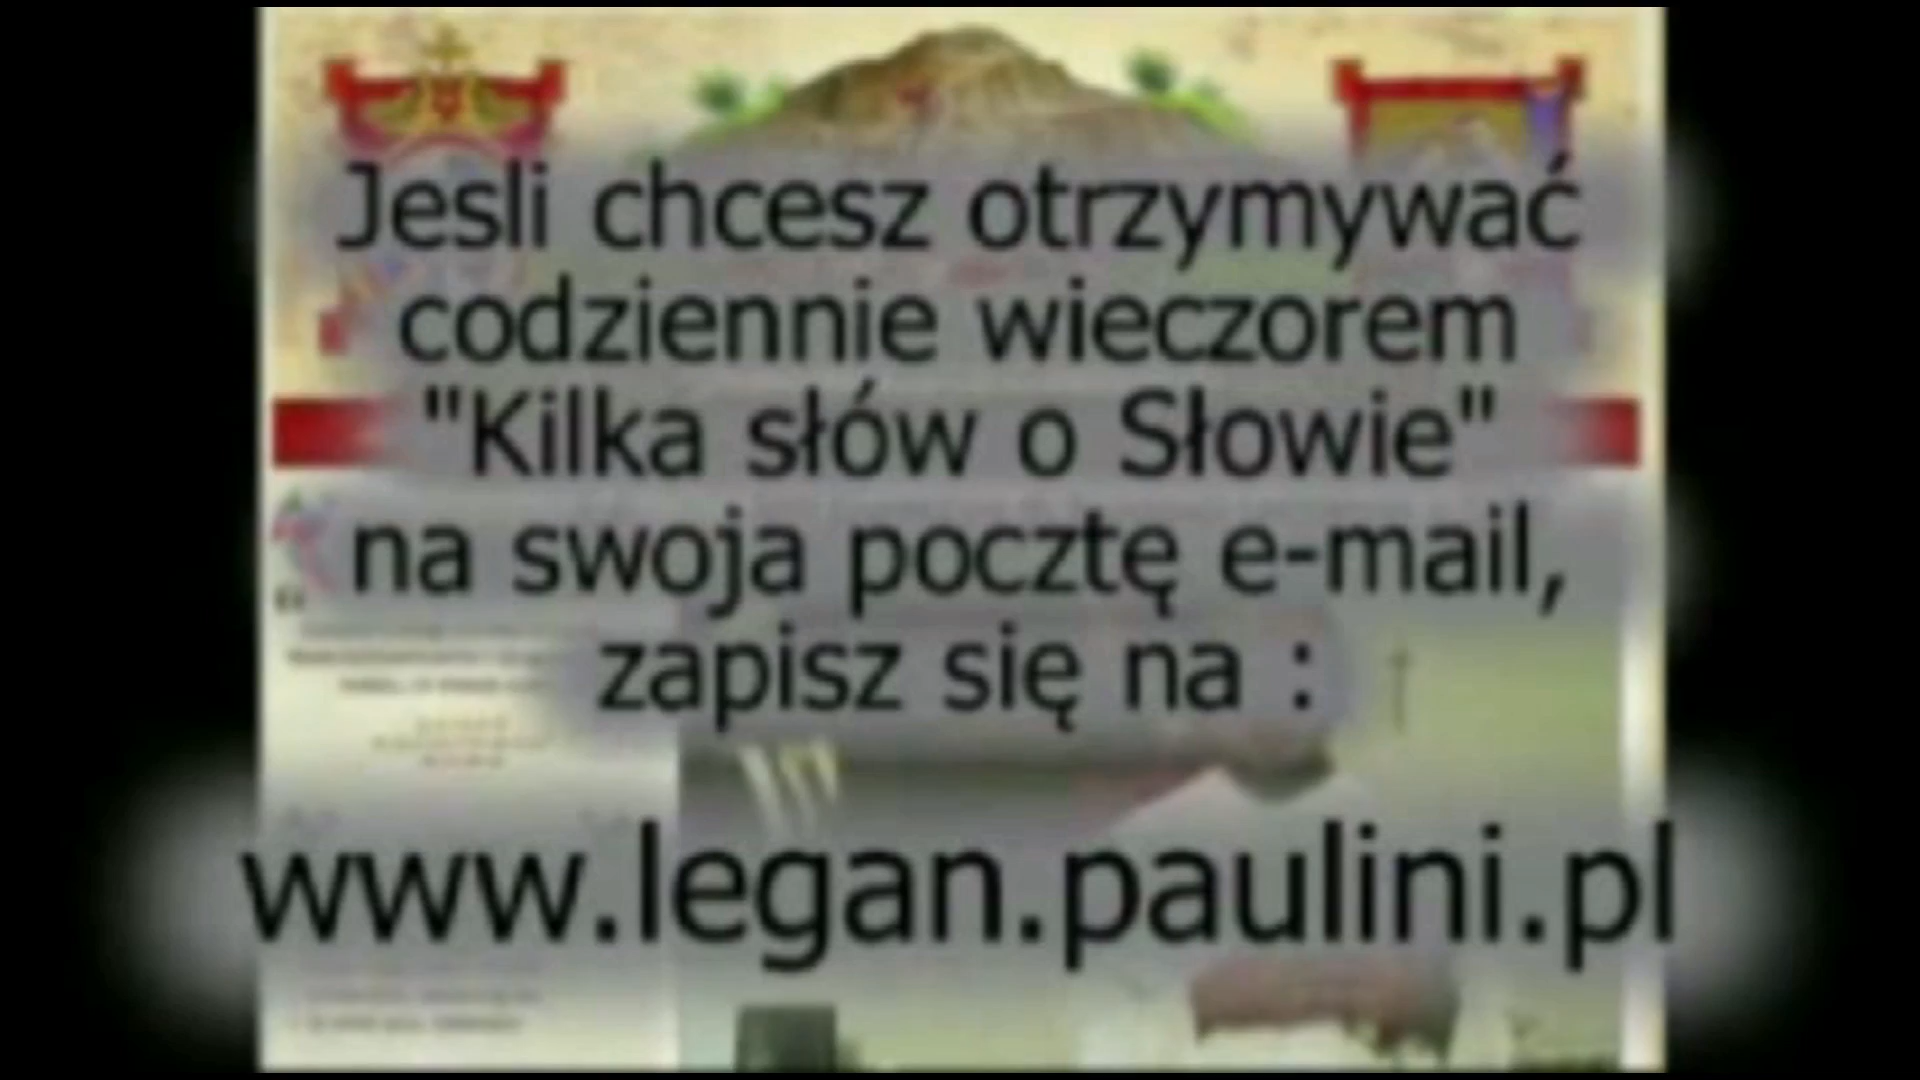 Jesli chcesz otrzymywać
codziennie wieczorem
"Kilka słów o Słowie"
na swoja pocztę e-mail,
zapisz się na :
www.legan.paulini.pl